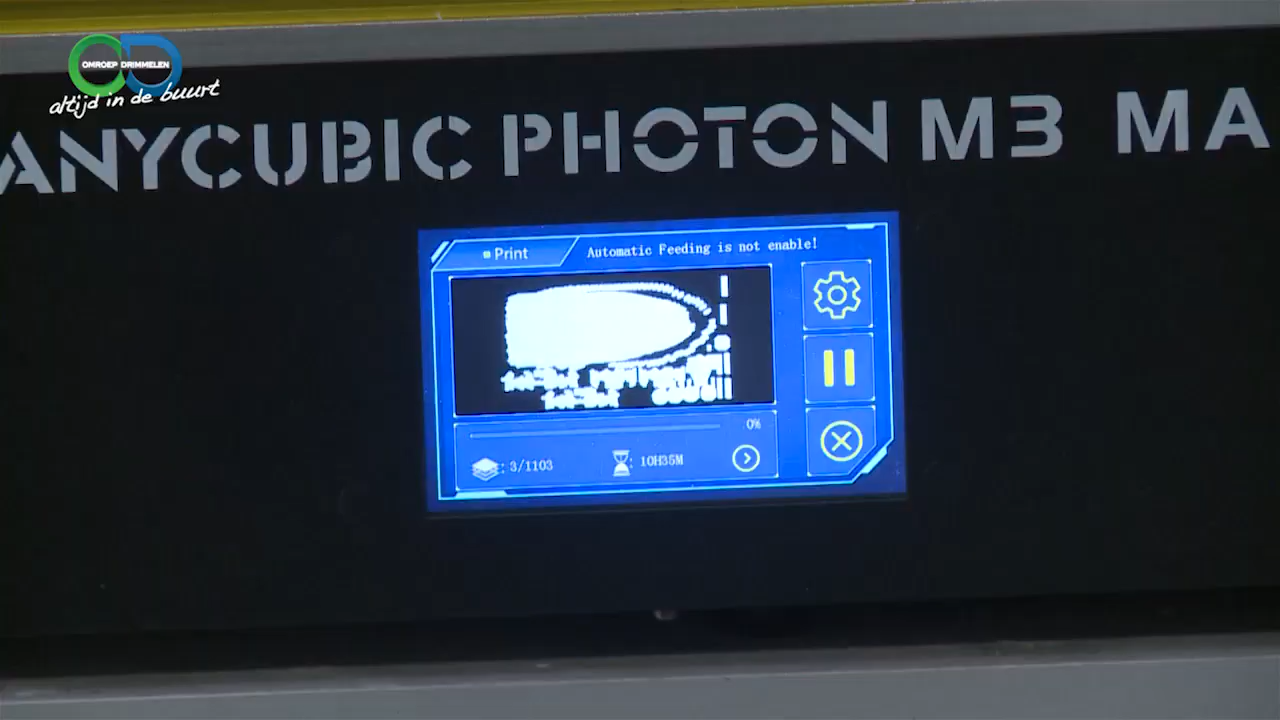 OMROEP DRIMMELEN
altijd in de buurt
ANYCUBIC PHOTON M3 MA
Print
Automatic Feeding is not enable!
0%
3/1103
10H35M